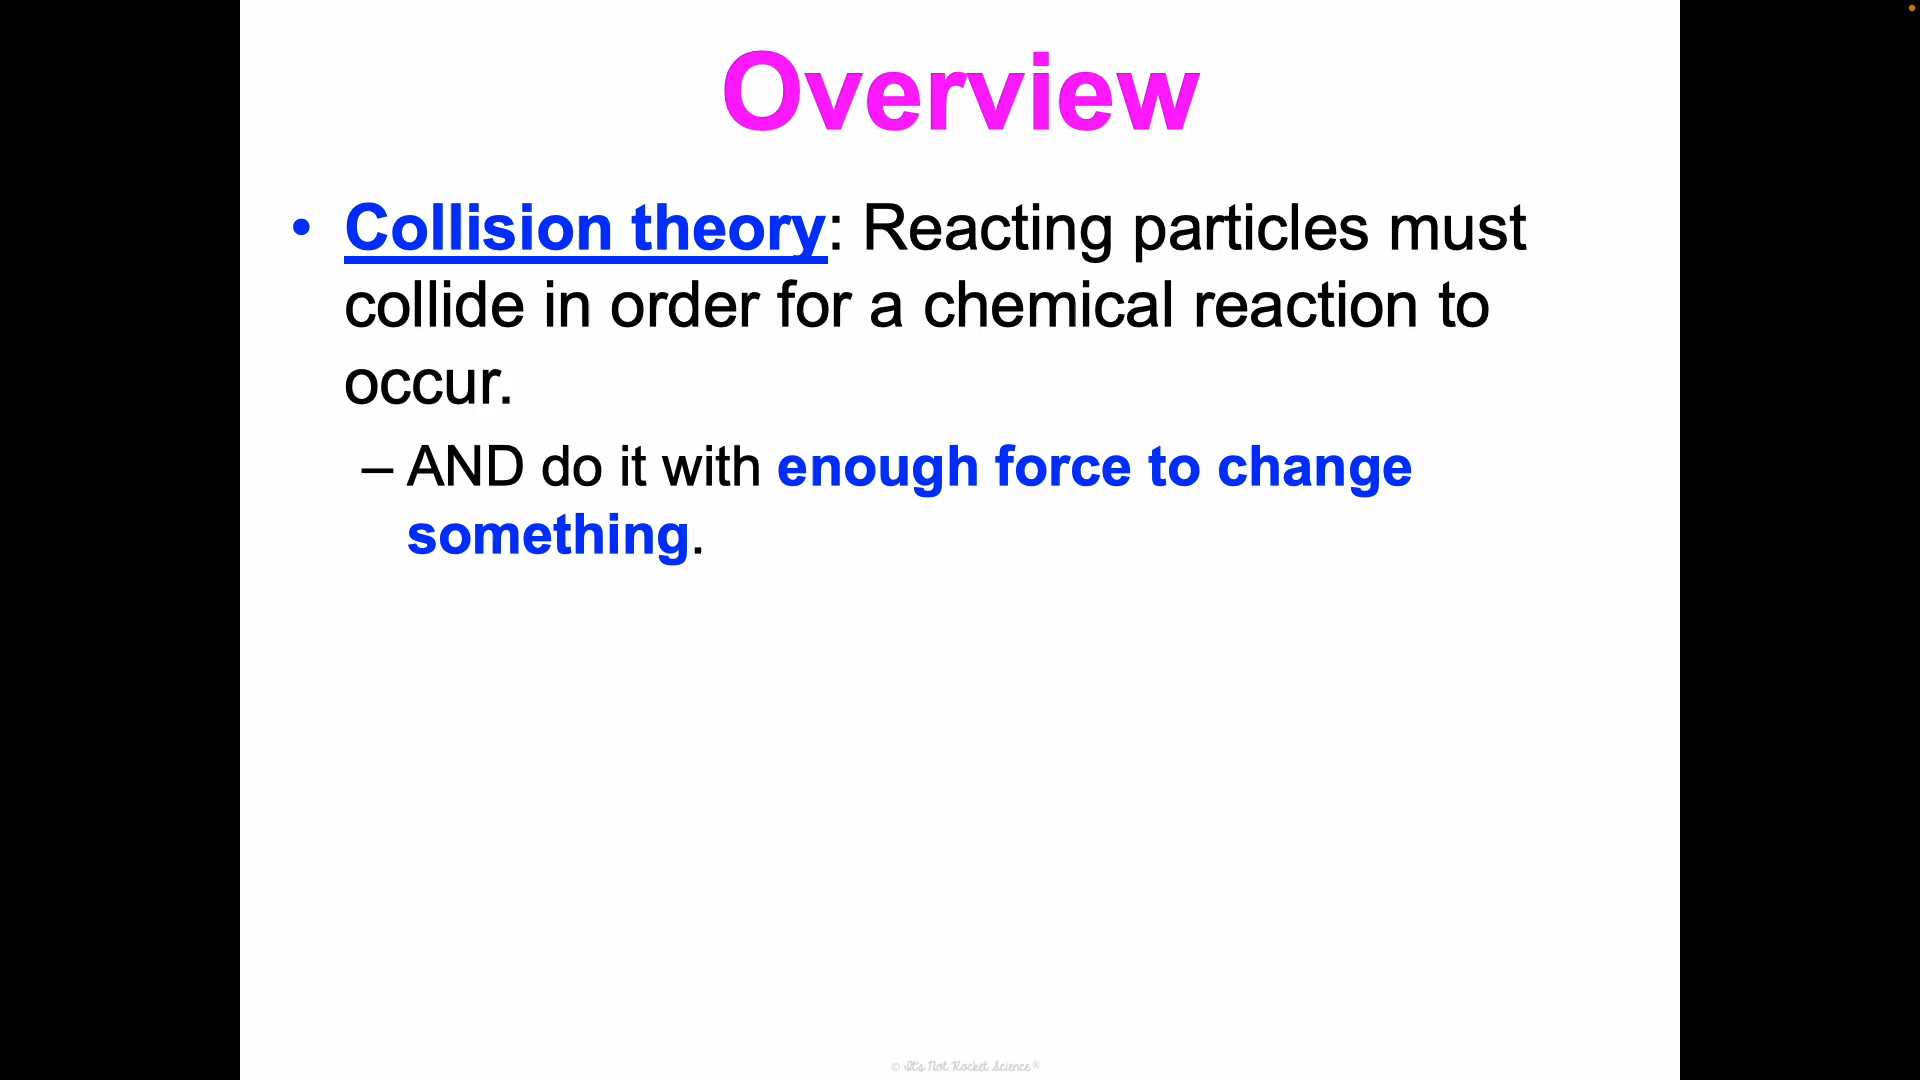 Overview
• Collision theory: Reacting particles must
collide in order for a chemical reaction to
occur.
– AND do it with enough force to change
something.
© It's Not Rocket Science®